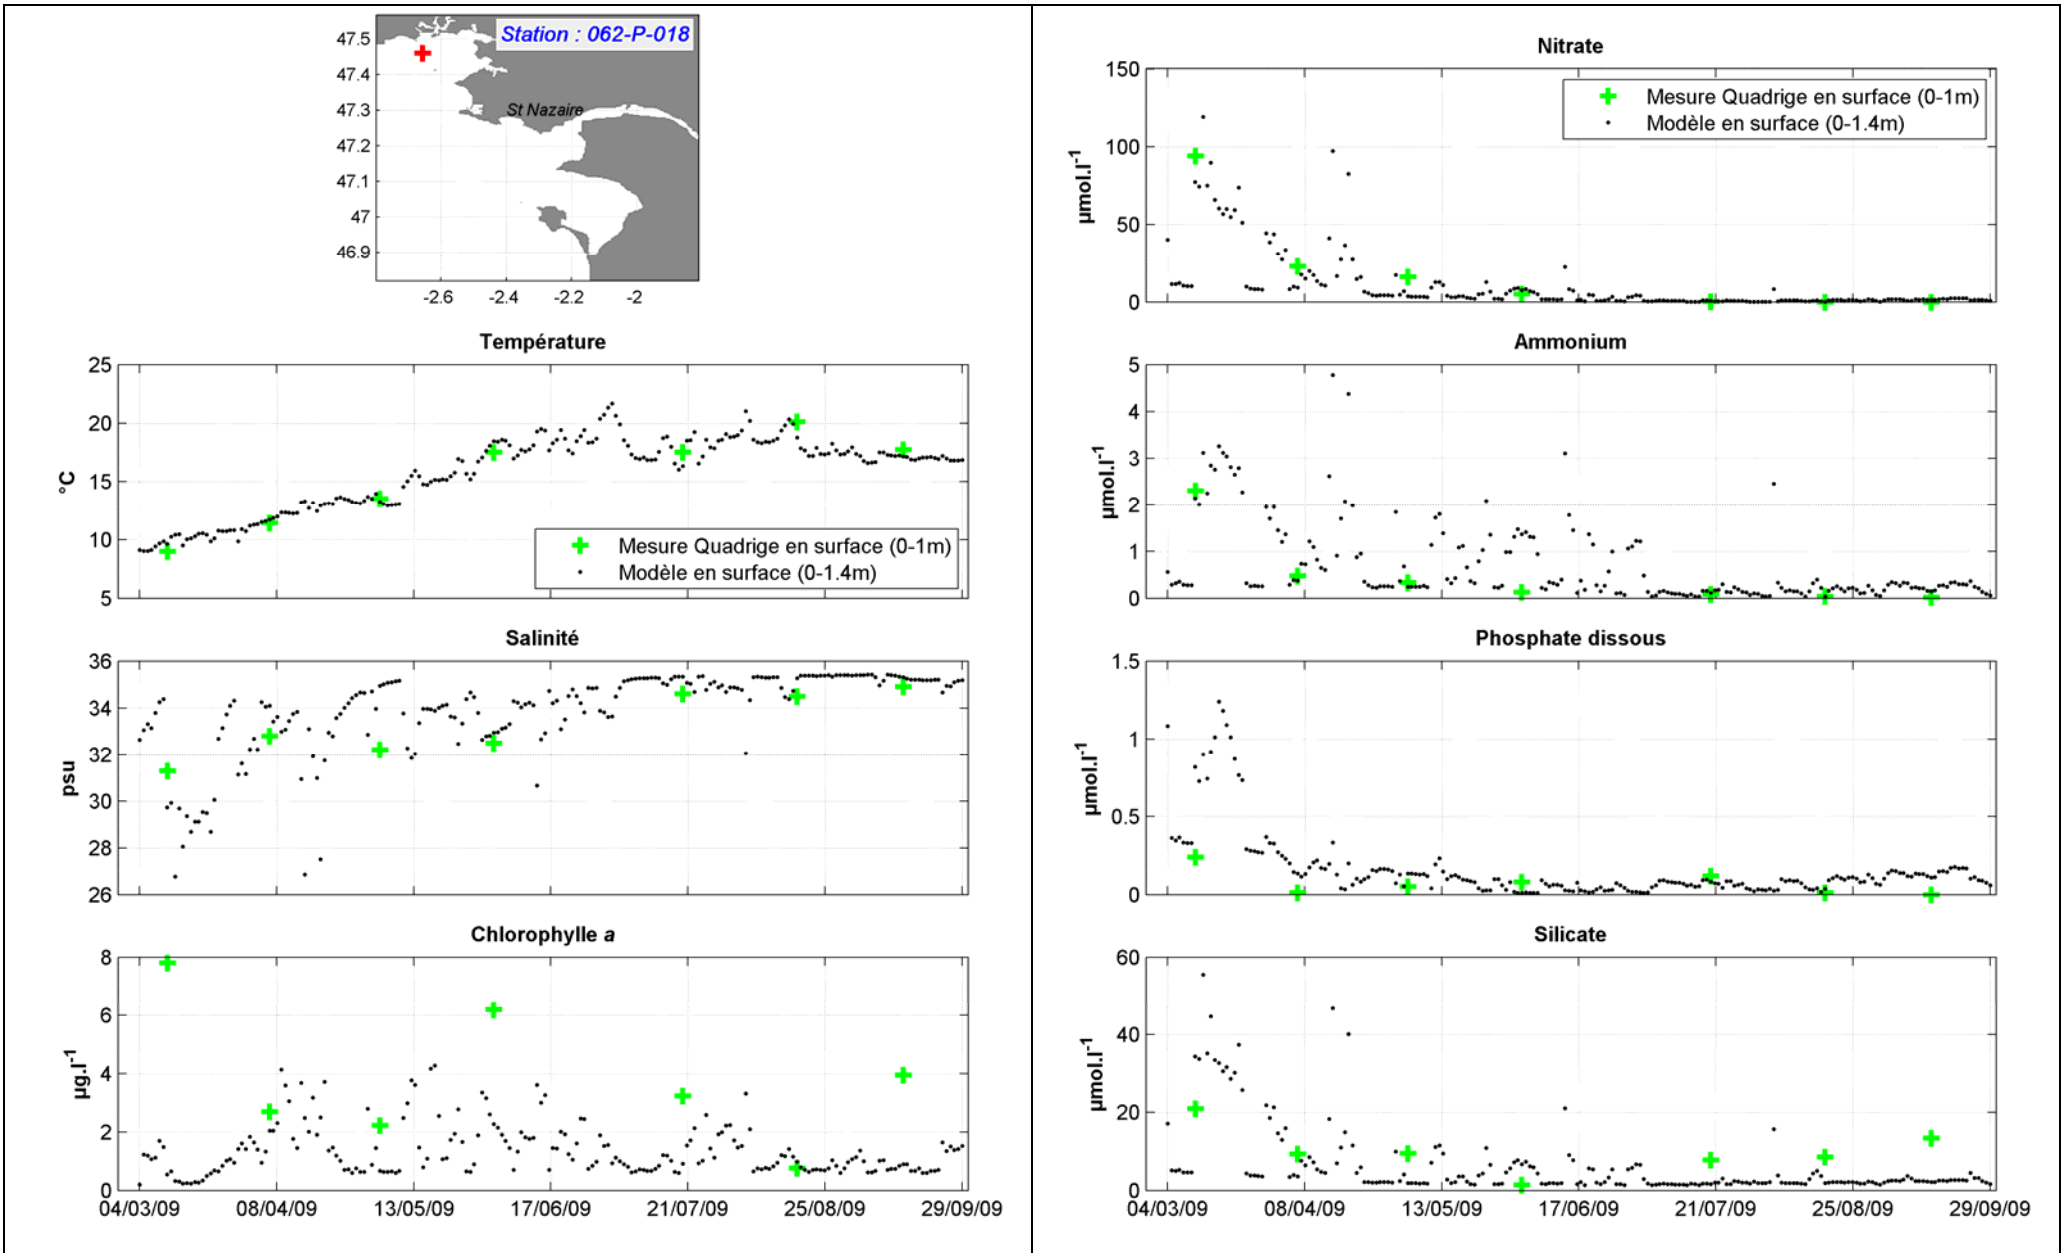 Station : 062-P-018
47.5
47.4
47.3
47.2
47.1
47
46.9
St Nazaire
-2.6 -2.4 -2.2 -2
Température
25
20
15
10
5
°C
Mesure Quadrige en surface (0-1m)
Modèle en surface (0-1.4m)
Salinité
36
34
32
30
28
26
psu
Chlorophylle a
8
6
4
2
0
µg.l-1
04/03/09 08/04/09 13/05/09 17/06/09 21/07/09 25/08/09 29/09/09
Nitrate
150
100
50
0
µmol.l-1
Mesure Quadrige en surface (0-1m)
Modèle en surface (0-1.4m)
Ammonium
5
4
3
2
1
0
µmol.l-1
Phosphate dissous
1.5
1
0.5
0
µmol.l-1
Silicate
60
40
20
0
µmol.l-1
04/03/09 08/04/09 13/05/09 17/06/09 21/07/09 25/08/09 29/09/09